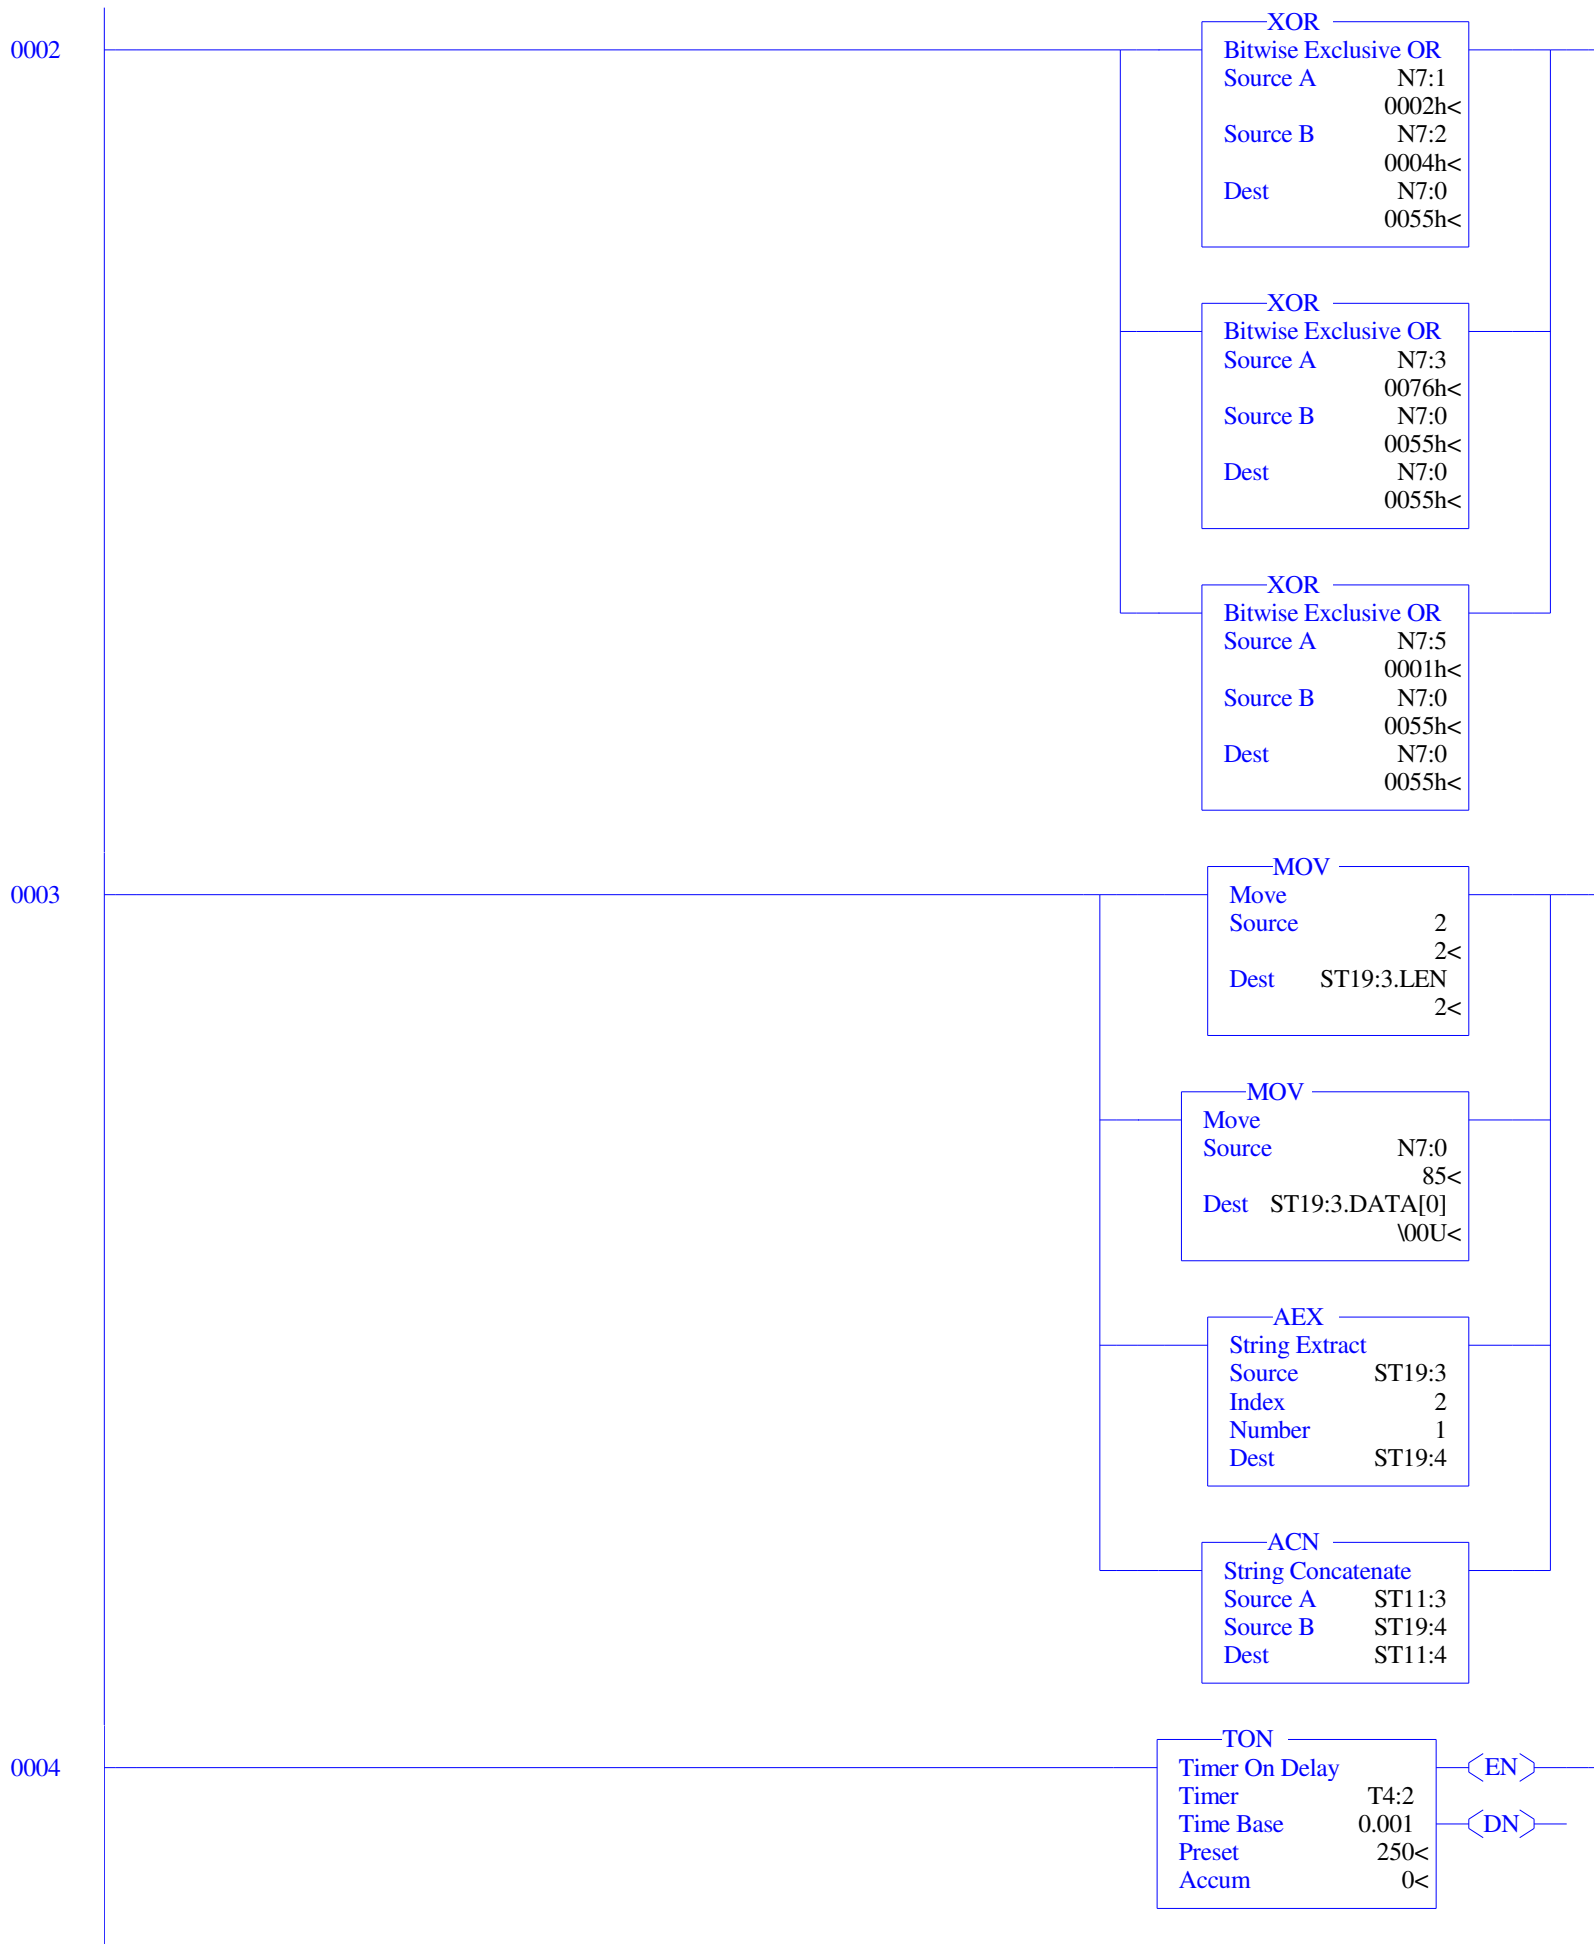 XOR
0002
Bitwise Exclusive OR
Source A N7:1
0002h<
Source B N7:2
0004h<
Dest N7:0
0055h<
XOR
Bitwise Exclusive OR
Source A N7:3
0076h<
Source B N7:0
0055h<
Dest N7:0
0055h<
XOR
Bitwise Exclusive OR
Source A N7:5
0001h<
Source B N7:0
0055h<
Dest N7:0
0055h<
MOV
0003
Move
Source 2
2<
Dest ST19:3.LEN
2<
MOV
Move
Source N7:0
85<
Dest ST19:3.DATA[0]
\00U<
AEX
String Extract
Source ST19:3
Index 2
Number 1
Dest ST19:4
ACN
String Concatenate
Source A ST11:3
Source B ST19:4
Dest ST11:4
TON
0004
Timer On Delay EN
Timer T4:2
Time Base 0.001 DN
Preset 250<
Accum 0<